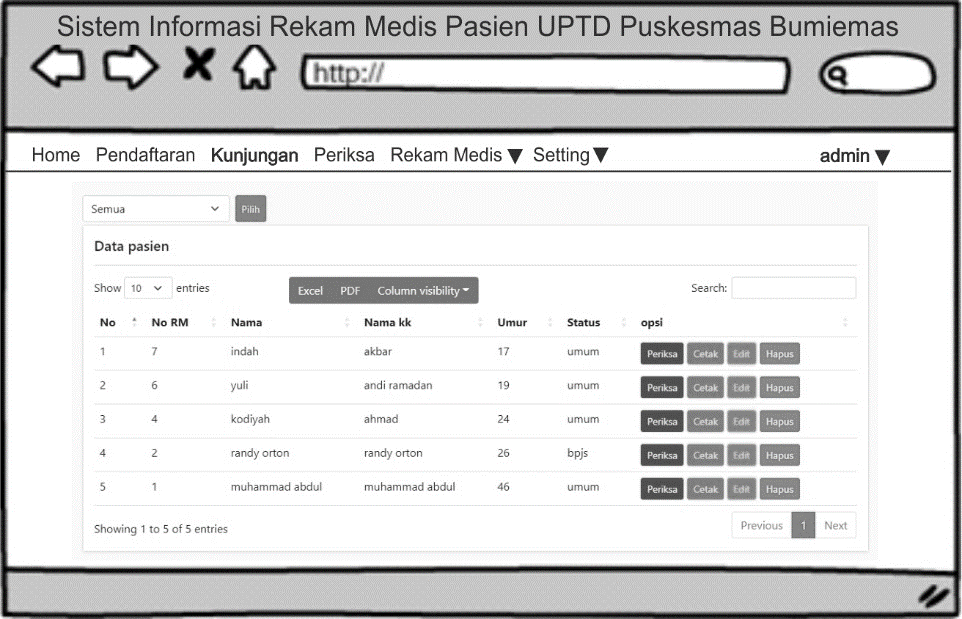 Sistem Informasi Rekam Medis Pasien UPTD Puskesmas Bumiemas
http://
Home Pendaftaran Kunjungan Periksa Rekam Medis ▼ Setting ▼ admin ▼
Semua Pilih
Data pasien
Show 10 entries Excel PDF Column visibility Search:
No No RM Nama Nama kk Umur Status opsi
1 7 indah akbar 17 umum Periksa Cetak Edit Hapus
2 6 yuli andi ramadan 19 umum Periksa Cetak Edit Hapus
3 4 kodiyah ahmad 24 umum Periksa Cetak Edit Hapus
4 2 randy orton randy orton 26 bpjs Periksa Cetak Edit Hapus
5 1 muhammad abdul muhammad abdul 46 umum Periksa Cetak Edit Hapus
Showing 1 to 5 of 5 entries Previous 1 Next